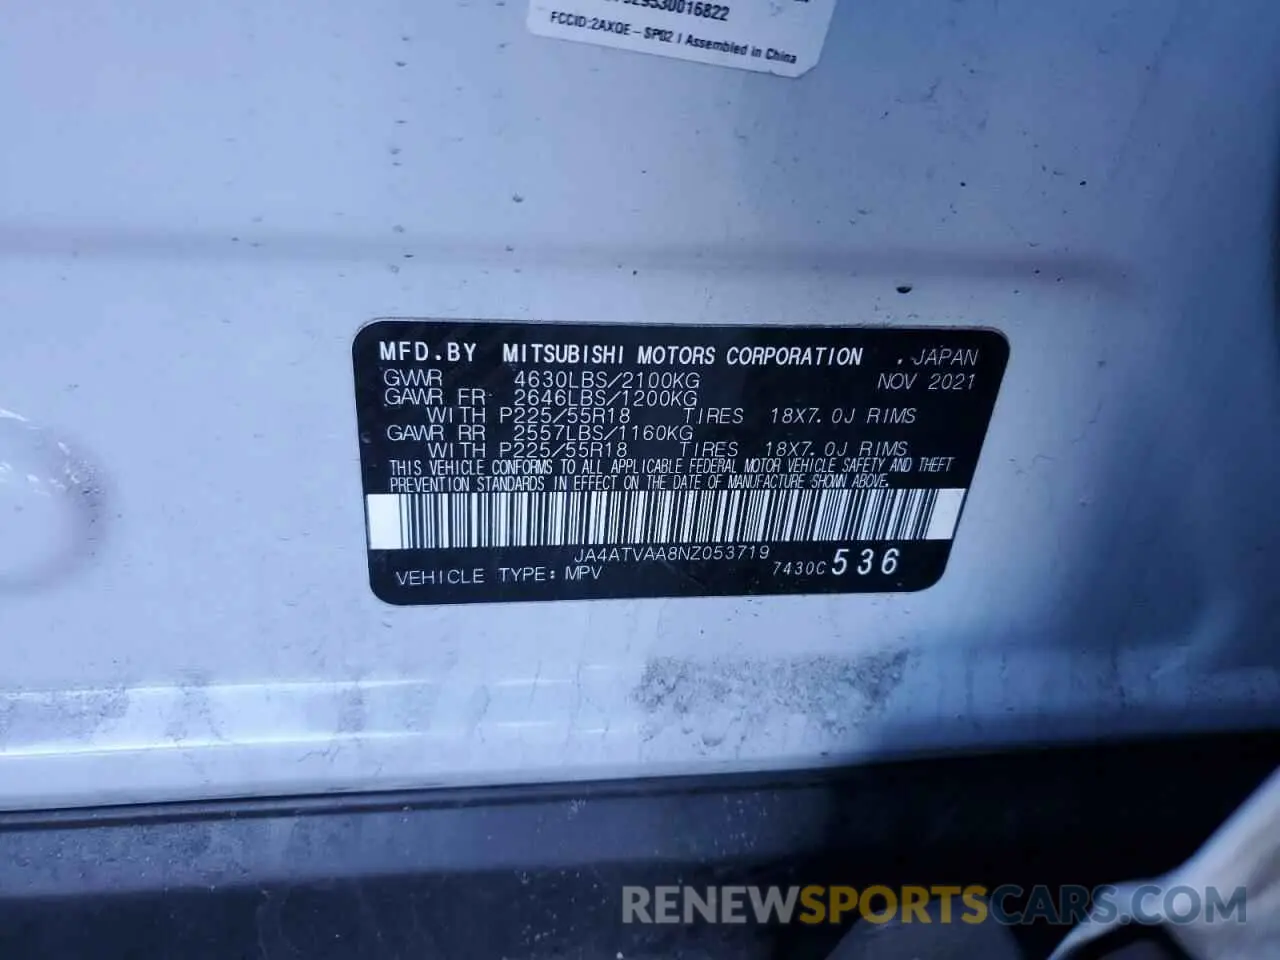 30016822
FCCID:2AXQE-SP02 | Assembled in China
MFD.BY MITSUBISHI MOTORS CORPORATION , JAPAN
GVWR 4630LBS/2100KG NOV 2021
GAWR FR 2646LBS/1200KG
WITH P225/55R18 TIRES 18X7.0J RIMS
GAWR RR 2557LBS/1160KG
WITH P225/55R18 TIRES 18X7.0J RIMS
THIS VEHICLE CONFORMS TO ALL APPLICABLE FEDERAL MOTOR VEHICLE SAFETY AND THEFT
PREVENTION STANDARDS IN EFFECT ON THE DATE OF MANUFACTURE SHOWN ABOVE.
JA4ATVAA8NZ053719
VEHICLE TYPE: MPV 7430C 536
RENEWSPORTSCARS.COM